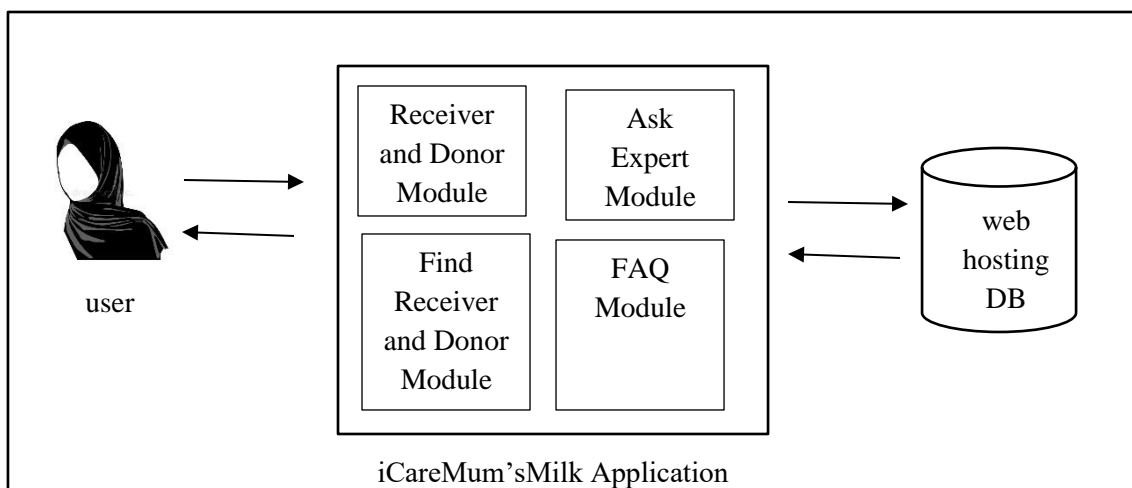 Receiver
and Donor
Module
Ask
Expert
Module
Find
Receiver
and Donor
Module
FAQ
Module
user
web
hosting
DB
iCareMum’sMilk Application